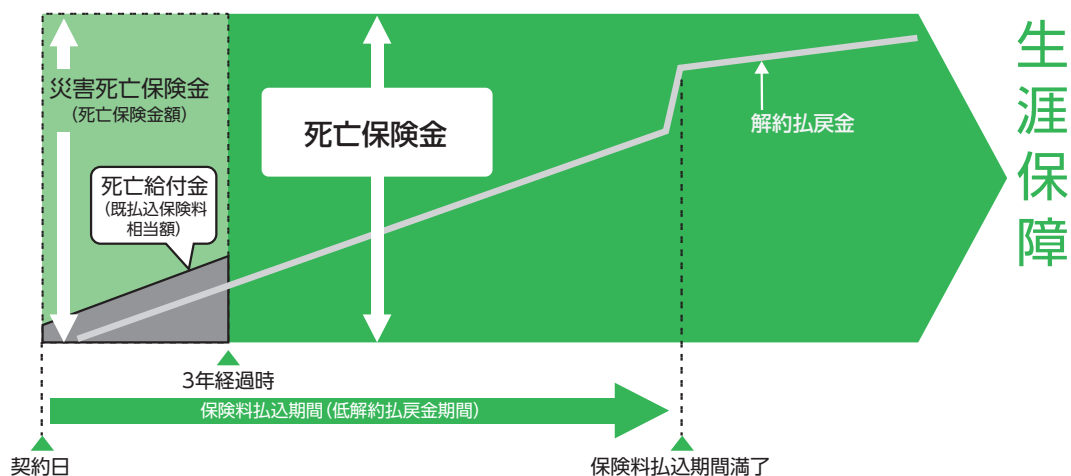 災害死亡保険金
(死亡保険金額)
死亡給付金
(既払込保険料
相当額)
死亡保険金
解約払戻金
生涯保障
3年経過時
保険料払込期間(低解約払戻金期間)
契約日
保険料払込期間満了